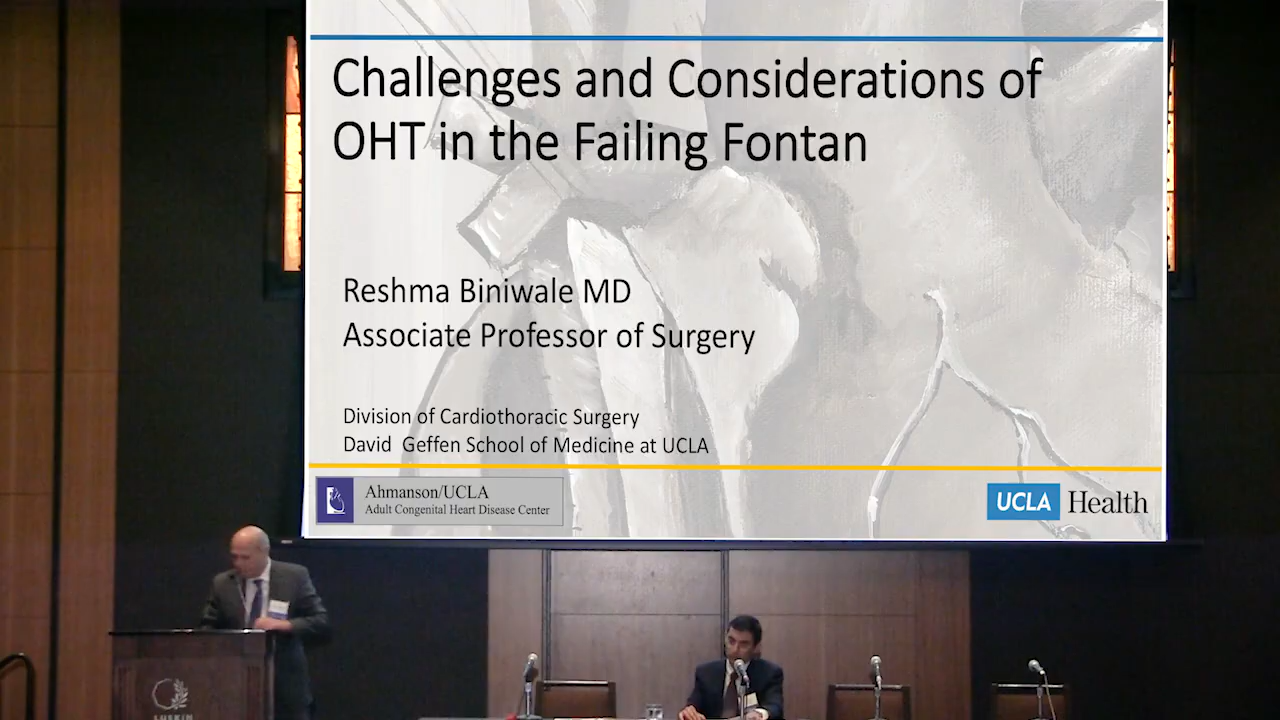 Challenges and Considerations of
OHT in the Failing Fontan
Reshma Biniwale MD
Associate Professor of Surgery
Division of Cardiothoracic Surgery
David Geffen School of Medicine at UCLA
Ahmanson/UCLA
Adult Congenital Heart Disease Center
UCLA Health
LUSKIN